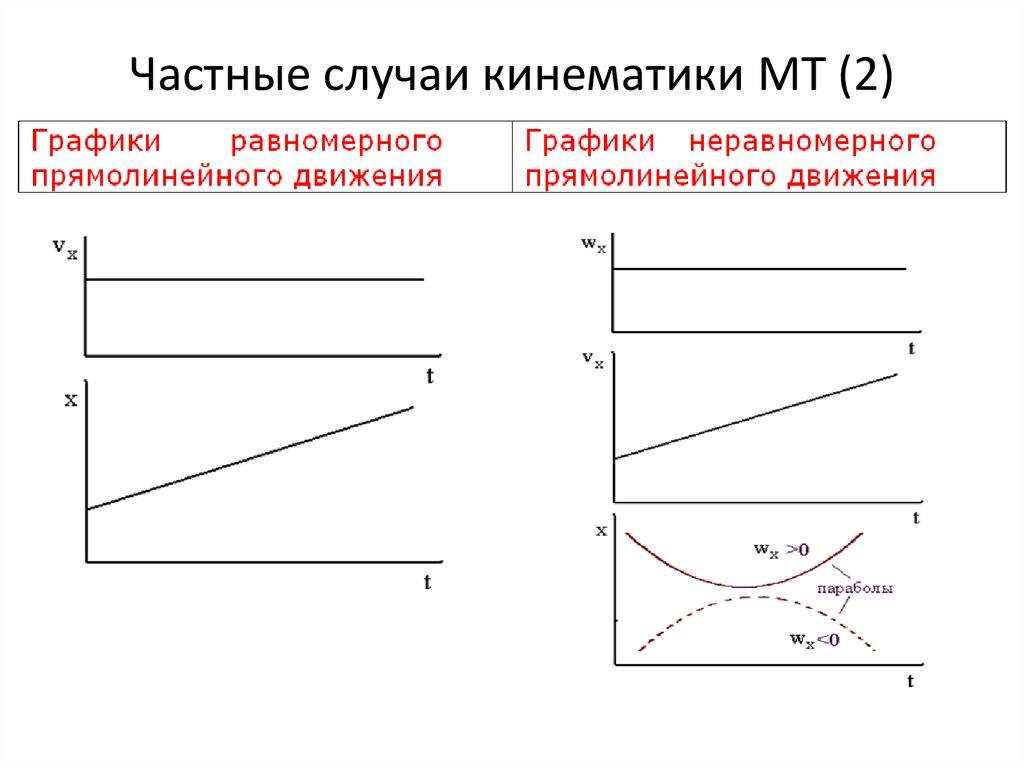 Частные случаи кинематики МТ (2)
Графики равномерного
прямолинейного движения
Графики неравномерного
прямолинейного движения
vx
t
x
t
wx
t
vx
t
x
wx >0
параболы
wx<0
t